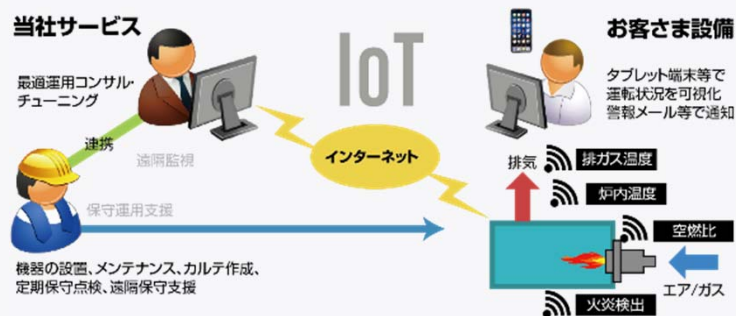 当社サービス
最適運用コンサル・
チューニング
連携
遠隔監視
保守運用支援
機器の設置、メンテナンス、カルテ作成、
定期保守点検、遠隔保守支援
IoT
インターネット
お客さま設備
タブレット端末等で
運転状況を可視化
警報メール等で通知
排気
排ガス温度
炉内温度
空燃比
エア/ガス
火炎検出